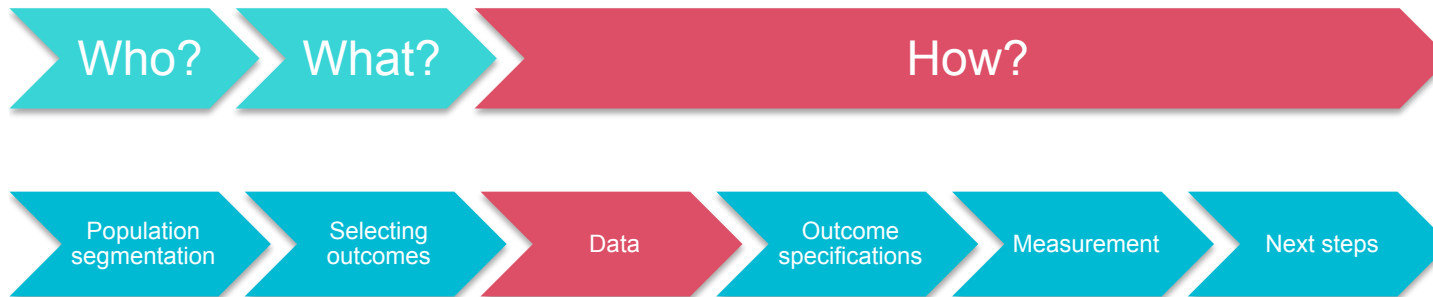 Who?
What?
How?
Population
segmentation
Selecting
outcomes
Data
Outcome
specifications
Measurement
Next steps